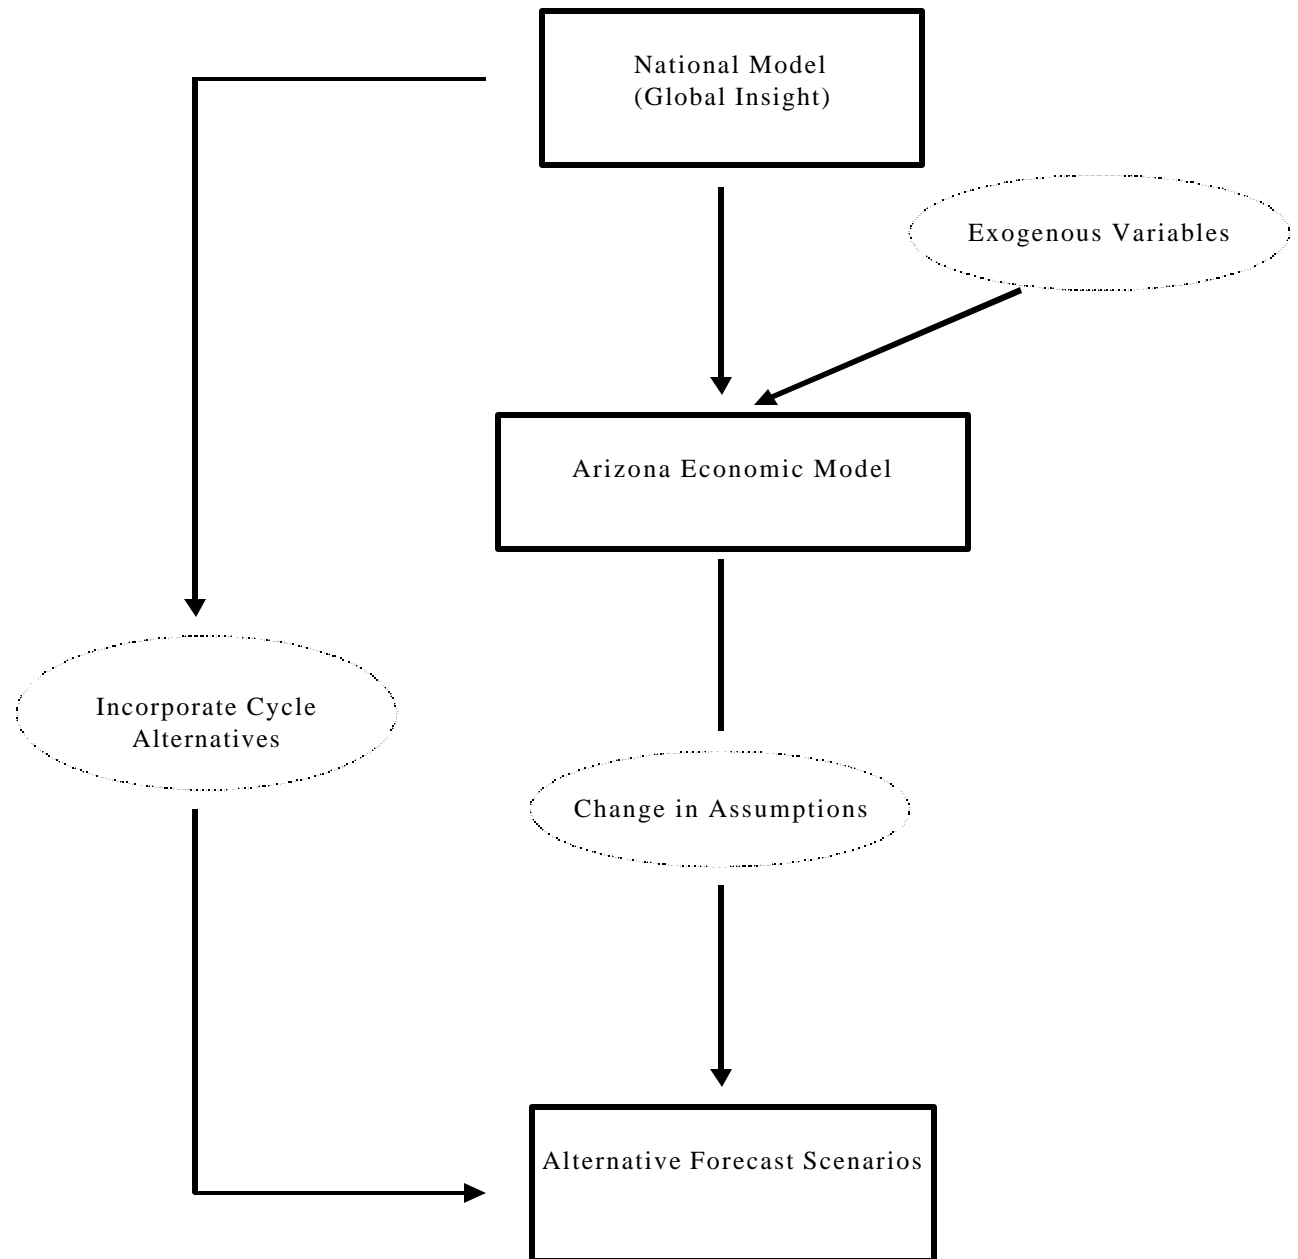 National Model
(Global Insight)
Exogenous Variables
Arizona Economic Model
Incorporate Cycle
Alternatives
Change in Assumptions
Alternative Forecast Scenarios